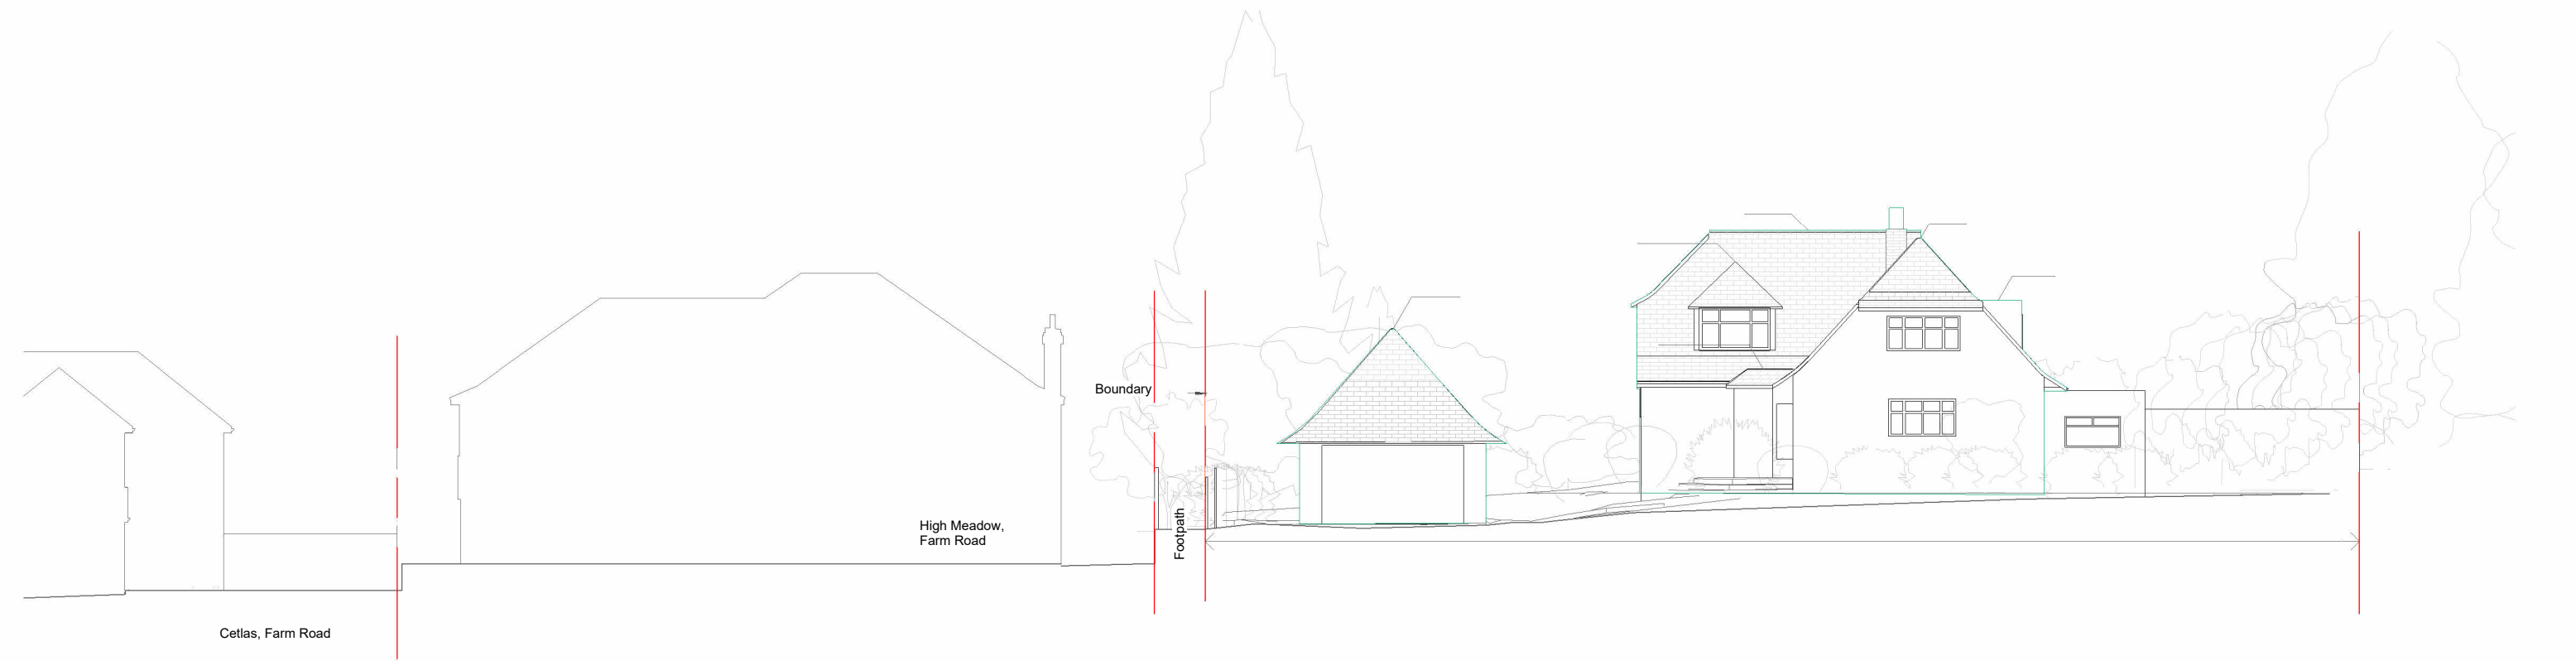 Boundary
Footpath
High Meadow,
Farm Road
Cetlas, Farm Road